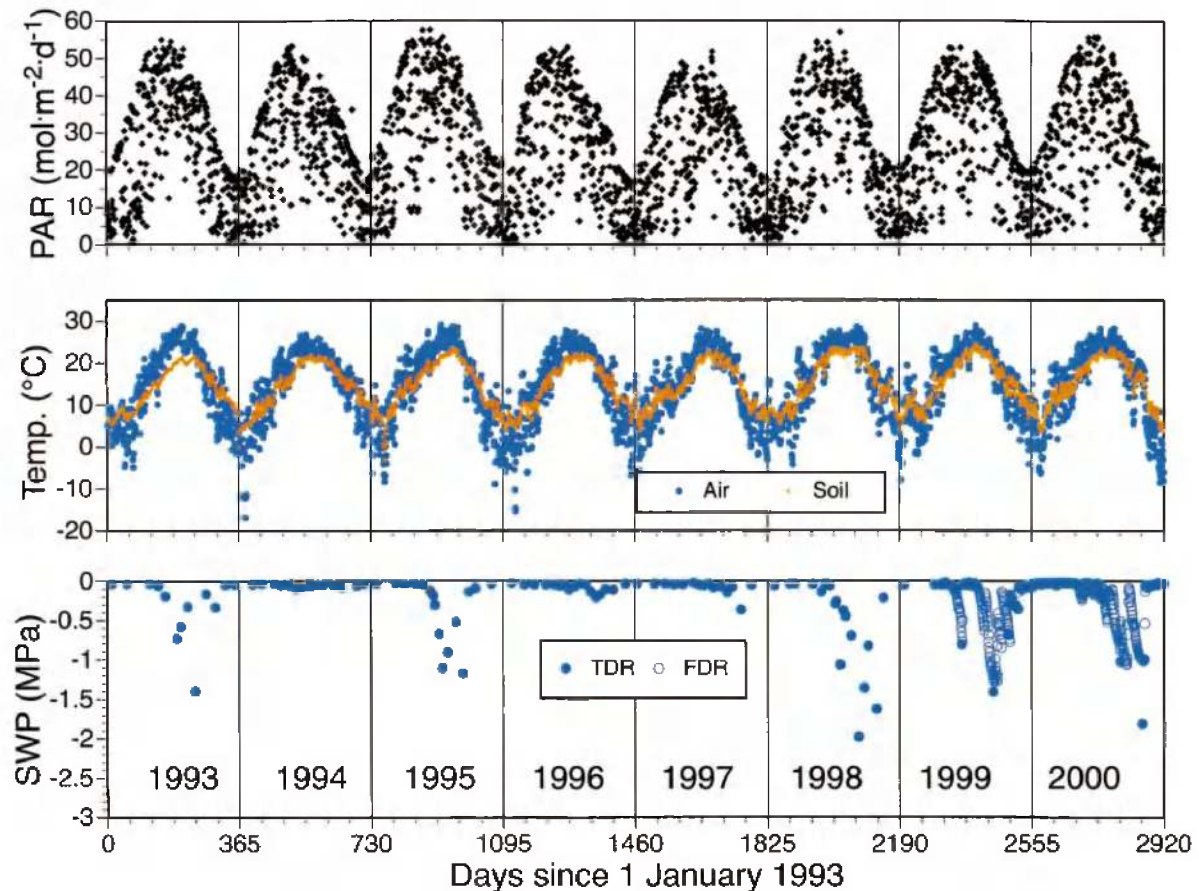 PAR (mol·m⁻²·d⁻¹)
60
50
40
30
20
10
0
Temp. (°C)
30
20
10
0
-10
-20
Air Soil
SWP (MPa)
0
-0.5
-1
-1.5
-2
-2.5
-3
TDR FDR
1993 1994 1995 1996 1997 1998 1999 2000
0 365 730 1095 1460 1825 2190 2555 2920
Days since 1 January 1993